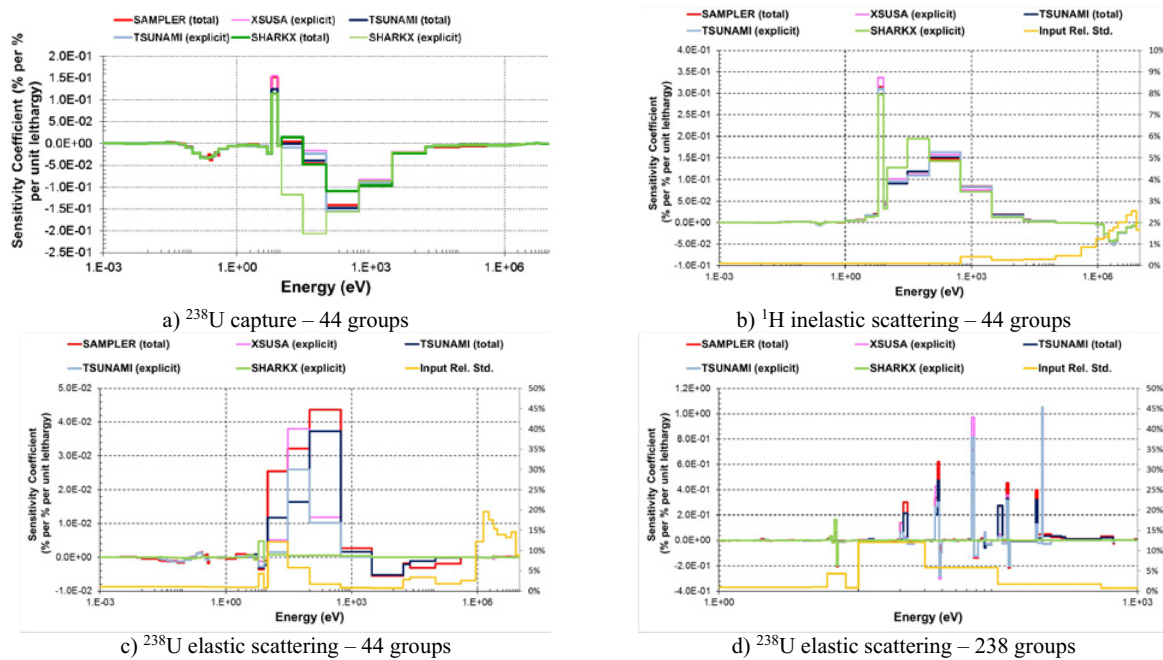 SAMPLER (total) XSUSA (explicit) TSUNAMI (total)
TSUNAMI (explicit) SHARKX (total) SHARKX (explicit)
Sensitivity Coefficient (% per %
per unit lelthargy)
2.0E-01
1.5E-01
1.0E-01
5.0E-02
0.0E+00
-5.0E-02
-1.0E-01
-1.5E-01
-2.0E-01
-2.5E-01
1.E-03 1.E+00 1.E+03 1.E+06
Energy (eV)
a) ²³⁸U capture – 44 groups
SAMPLER (total) XSUSA (explicit) TSUNAMI (total)
TSUNAMI (explicit) SHARKX (explicit) Input Rel. Std.
Sensitivity Coefficient
(% per % per unit lelthargy)
4.0E-01
3.5E-01
3.0E-01
2.5E-01
2.0E-01
1.5E-01
1.0E-01
5.0E-02
0.0E+00
-5.0E-02
-1.0E-01
10%
9%
8%
7%
6%
5%
4%
3%
2%
1%
0%
1.E-03 1.E+00 1.E+03 1.E+06
Energy (eV)
b) ¹H inelastic scattering – 44 groups
SAMPLER (total) XSUSA (explicit) TSUNAMI (total)
TSUNAMI (explicit) SHARKX (explicit) Input Rel. Std.
Sensitivity Coefficient
(% per % per unit lelthargy)
5.0E-02
4.0E-02
3.0E-02
2.0E-02
1.0E-02
0.0E+00
-1.0E-02
50%
45%
40%
35%
30%
25%
20%
15%
10%
5%
0%
1.E-03 1.E+00 1.E+03 1.E+06
Energy (eV)
c) ²³⁸U elastic scattering – 44 groups
SAMPLER (total) XSUSA (explicit) TSUNAMI (total)
TSUNAMI (explicit) SHARKX (explicit) Input Rel. Std.
Sensitivity Coefficient
(% per % per unit lelthargy)
1.2E+00
1.0E+00
8.0E-01
6.0E-01
4.0E-01
2.0E-01
0.0E+00
-2.0E-01
-4.0E-01
50%
45%
40%
35%
30%
25%
20%
15%
10%
5%
0%
1.E+00 1.E+03
Energy (eV)
d) ²³⁸U elastic scattering – 238 groups